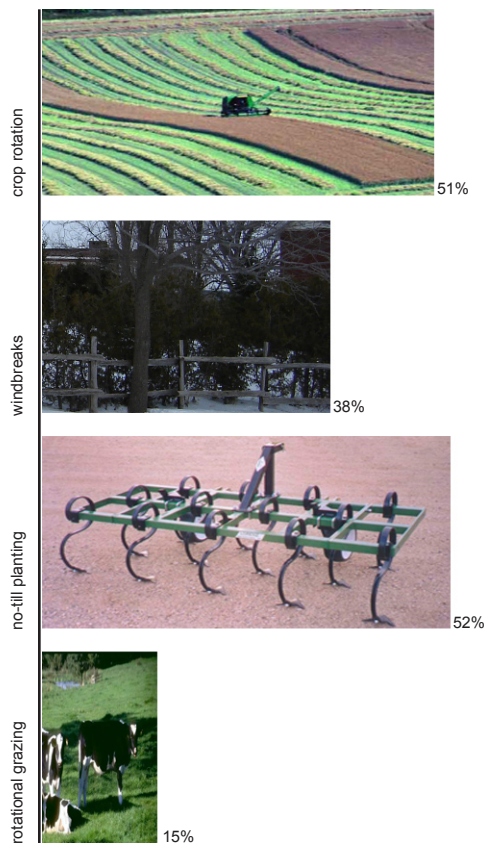 crop rotation
51%
windbreaks
38%
no-till planting
52%
rotational grazing
15%